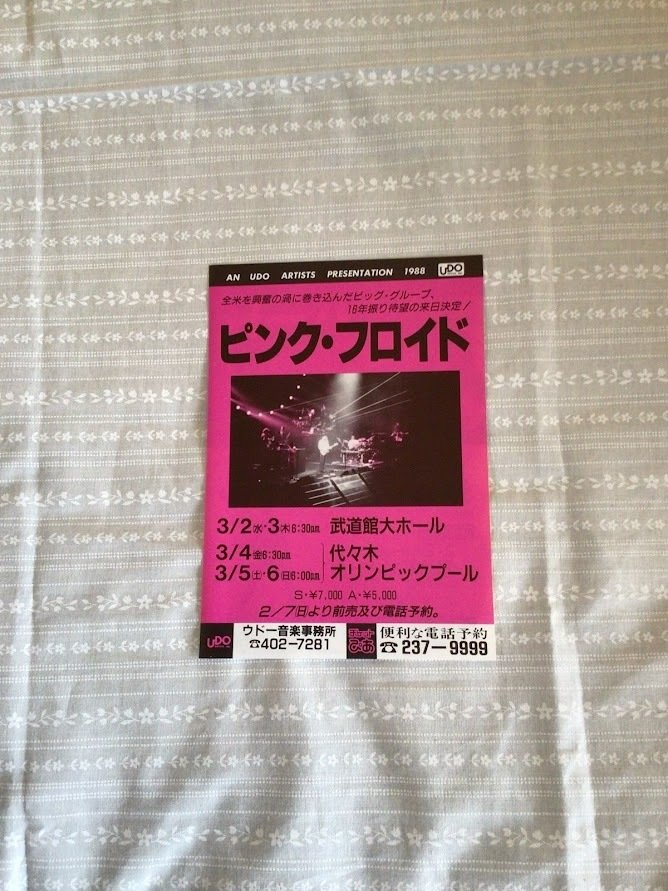 AN UDO ARTISTS PRESENTATION 1988 UDO
全米を興奮の渦に巻き込んだビッグ・グループ、
16年振り待望の来日決定！
ピンク・フロイド
3/2㈬・3㈭6:30pm 武道館大ホール
3/4㈮6:30pm 代々木
3/5㈯・6㈰6:00pm オリンピックプール
S・¥7,000 A・¥5,000
2/7㈰より前売及び電話予約。
UDO ウドー音楽事務所 チケットぴあ 便利な電話予約
☎402-7281 ☎237-9999